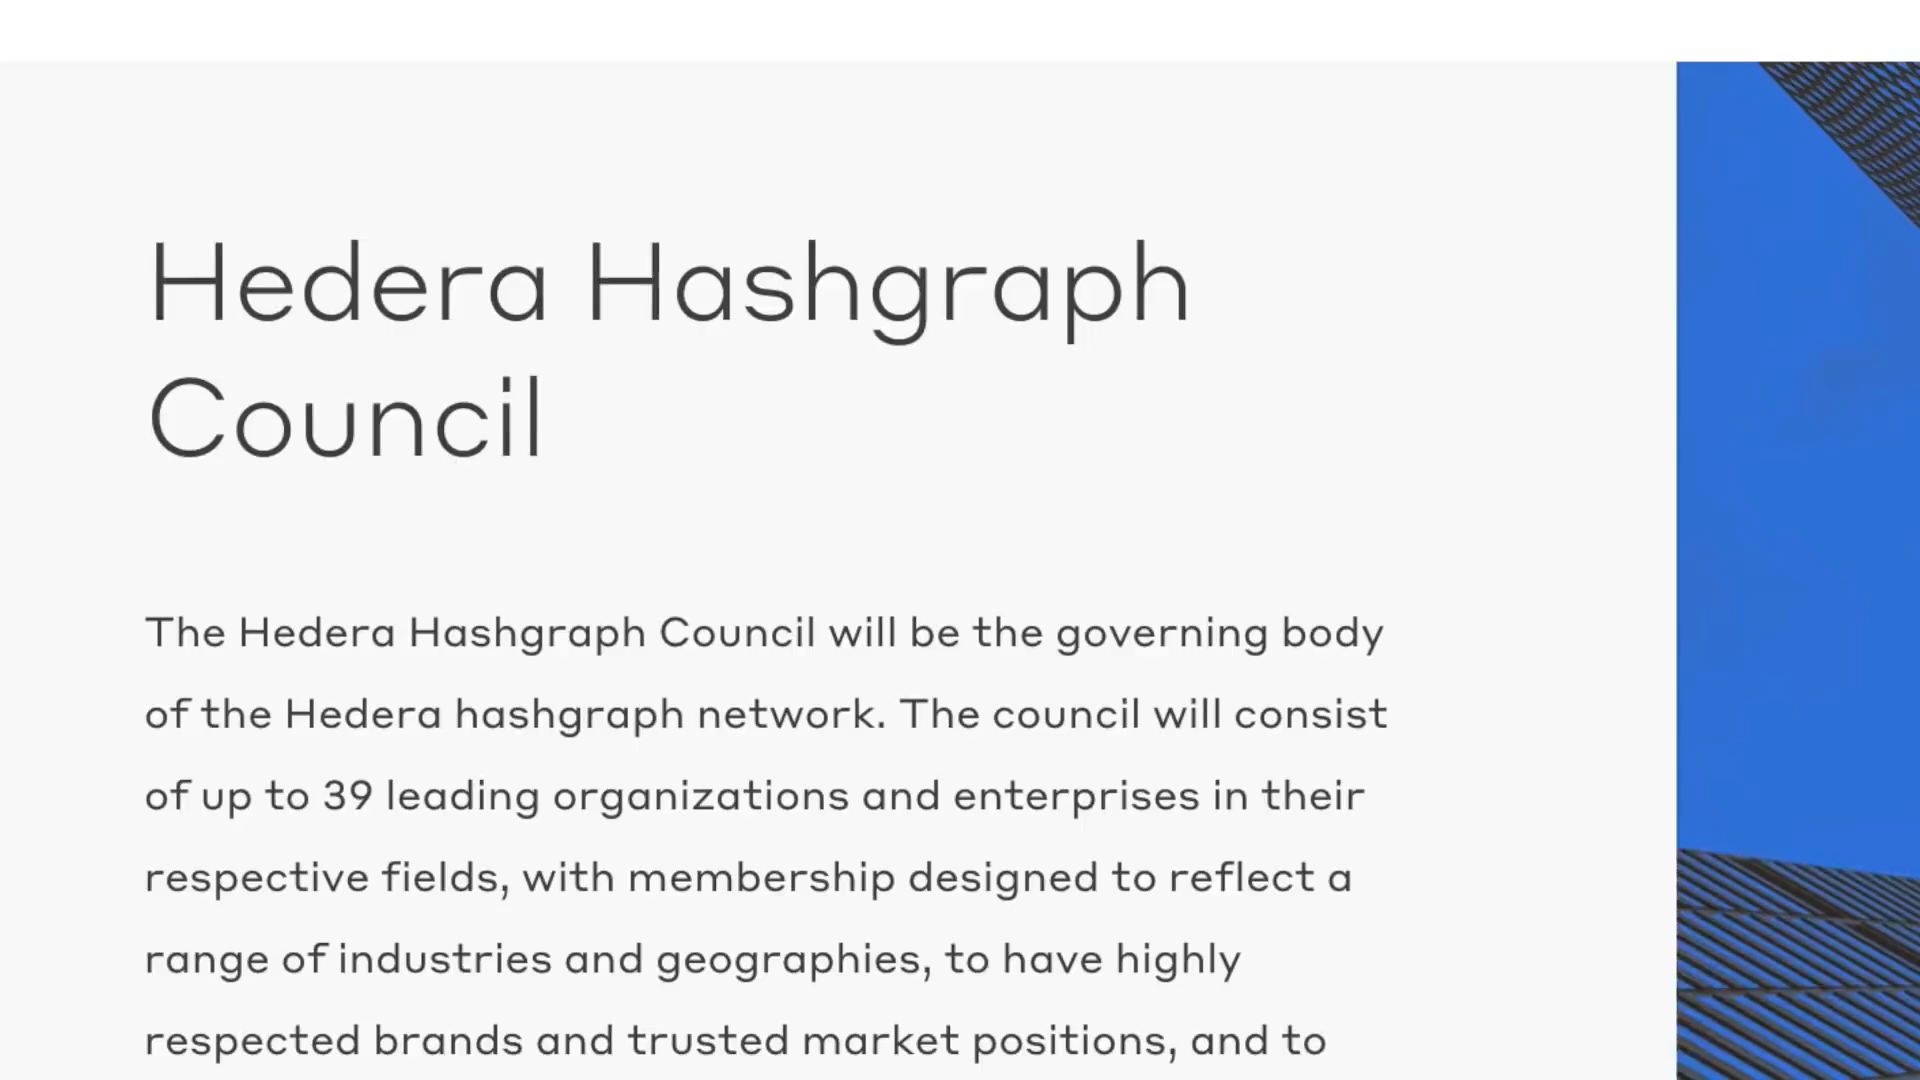 Hedera Hashgraph
Council
The Hedera Hashgraph Council will be the governing body
of the Hedera hashgraph network. The council will consist
of up to 39 leading organizations and enterprises in their
respective fields, with membership designed to reflect a
range of industries and geographies, to have highly
respected brands and trusted market positions, and to